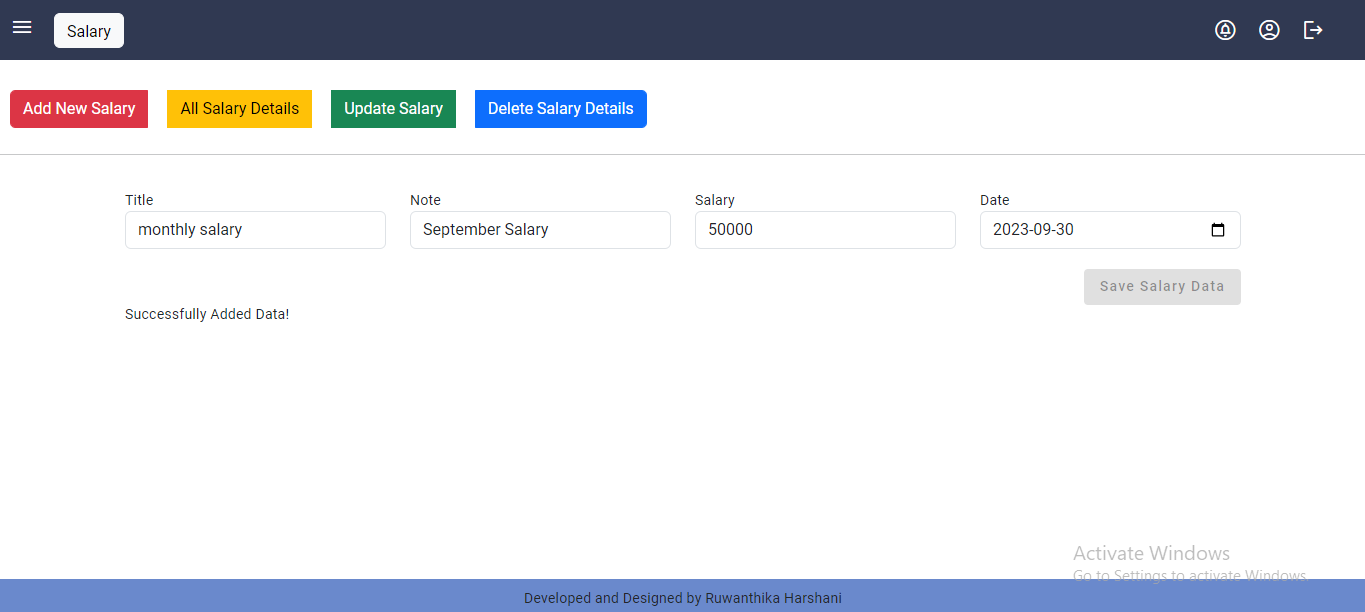 Salary
Add New Salary All Salary Details Update Salary Delete Salary Details
Title Note Salary Date
monthly salary September Salary 50000 2023-09-30
Save Salary Data
Successfully Added Data!
Activate Windows
Go to Settings to activate Windows.
Developed and Designed by Ruwanthika Harshani